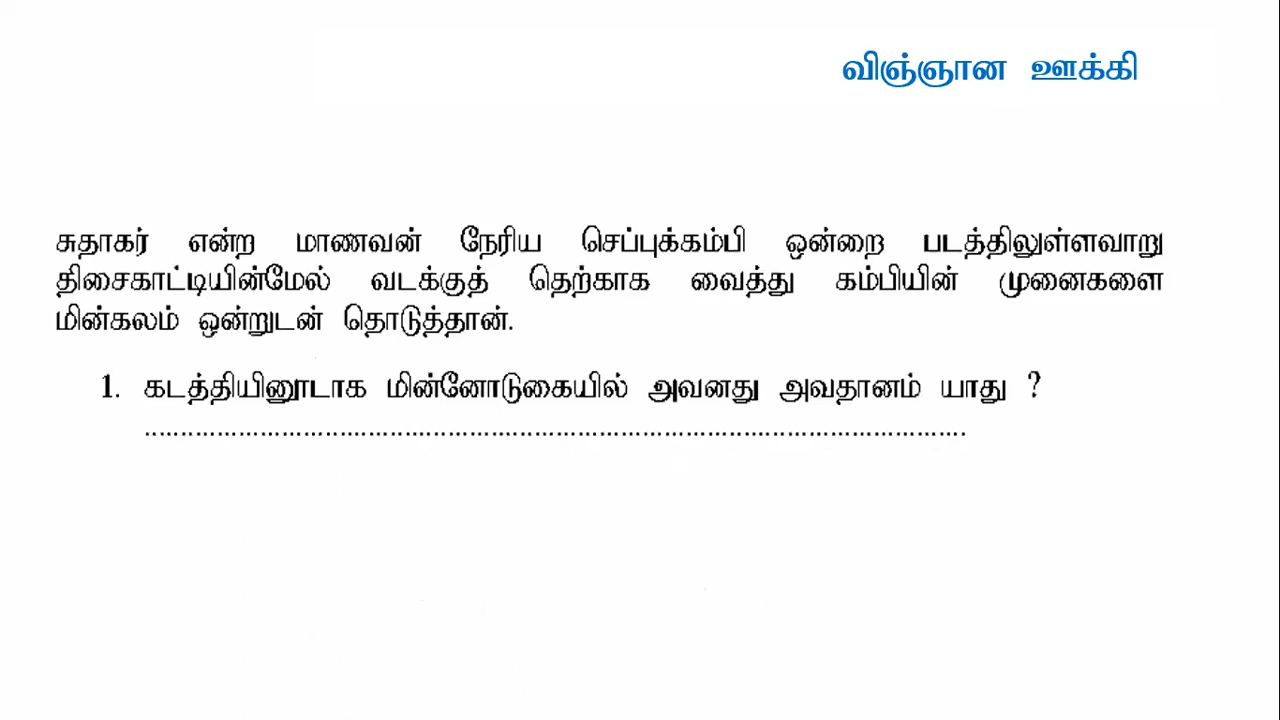 விஞ்ஞான ஊக்கி
சுதாகர் என்ற மாணவன் நேரிய செப்புக்கம்பி ஒன்றை படத்திலுள்ளவாறு
திசைகாட்டியின்மேல் வடக்குத் தெற்காக வைத்து கம்பியின் முனைகளை
மின்கலம் ஒன்றுடன் தொடுத்தான்.
1. கடத்தியினூடாக மின்னோடுகையில் அவனது அவதானம் யாது ?
..........................................................................................